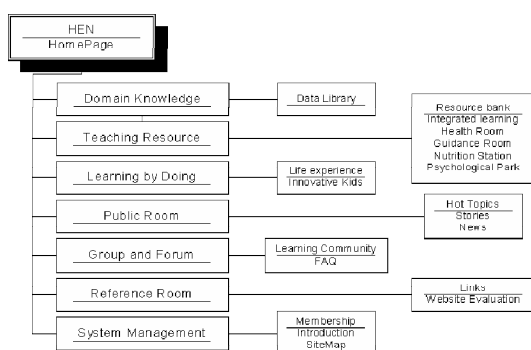 HEN
HomePage
Domain Knowledge
Data Library
Teaching Resource
Resource bank
Integrated learning
Health Room
Guidance Room
Nutrition Station
Psychological Park
Learning by Doing
Life experience
Innovative Kids
Public Room
Hot Topics
Stories
News
Group and Forum
Learning Community
FAQ
Reference Room
Links
Website Evaluation
System Management
Membership
Introduction
SiteMap